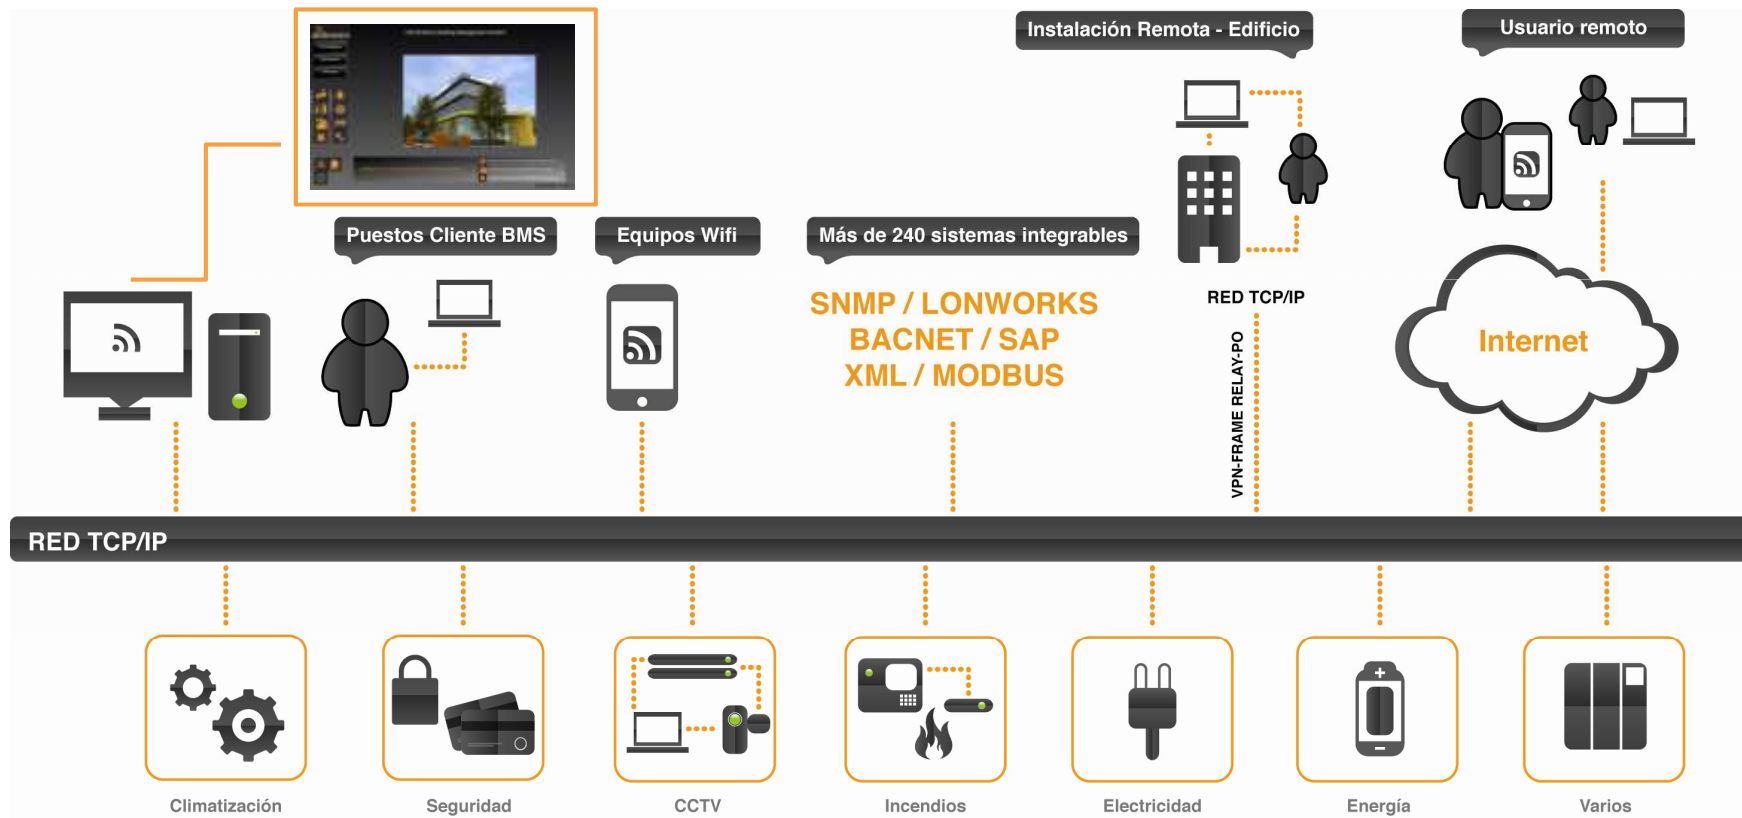 Instalación Remota - Edificio
Usuario remoto
Puestos Cliente BMS
Equipos Wifi
Más de 240 sistemas integrables
SNMP / LONWORKS
BACNET / SAP
XML / MODBUS
RED TCP/IP
VPN-FRAME RELAY-PO
Internet
RED TCP/IP
Climatización
Seguridad
CCTV
Incendios
Electricidad
Energía
Varios